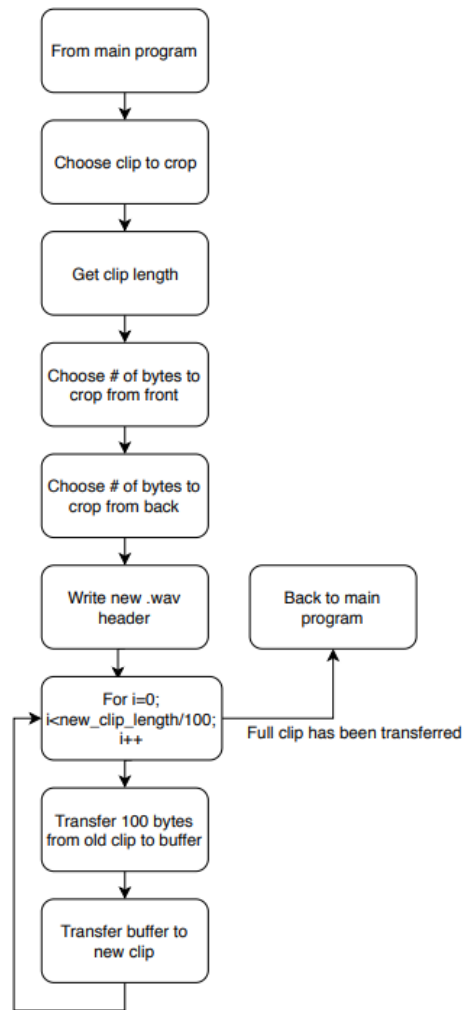 From main program
Choose clip to crop
Get clip length
Choose # of bytes to
crop from front
Choose # of bytes to
crop from back
Write new .wav
header
Back to main
program
For i=0;
i<new_clip_length/100;
i++
Full clip has been transferred
Transfer 100 bytes
from old clip to buffer
Transfer buffer to
new clip